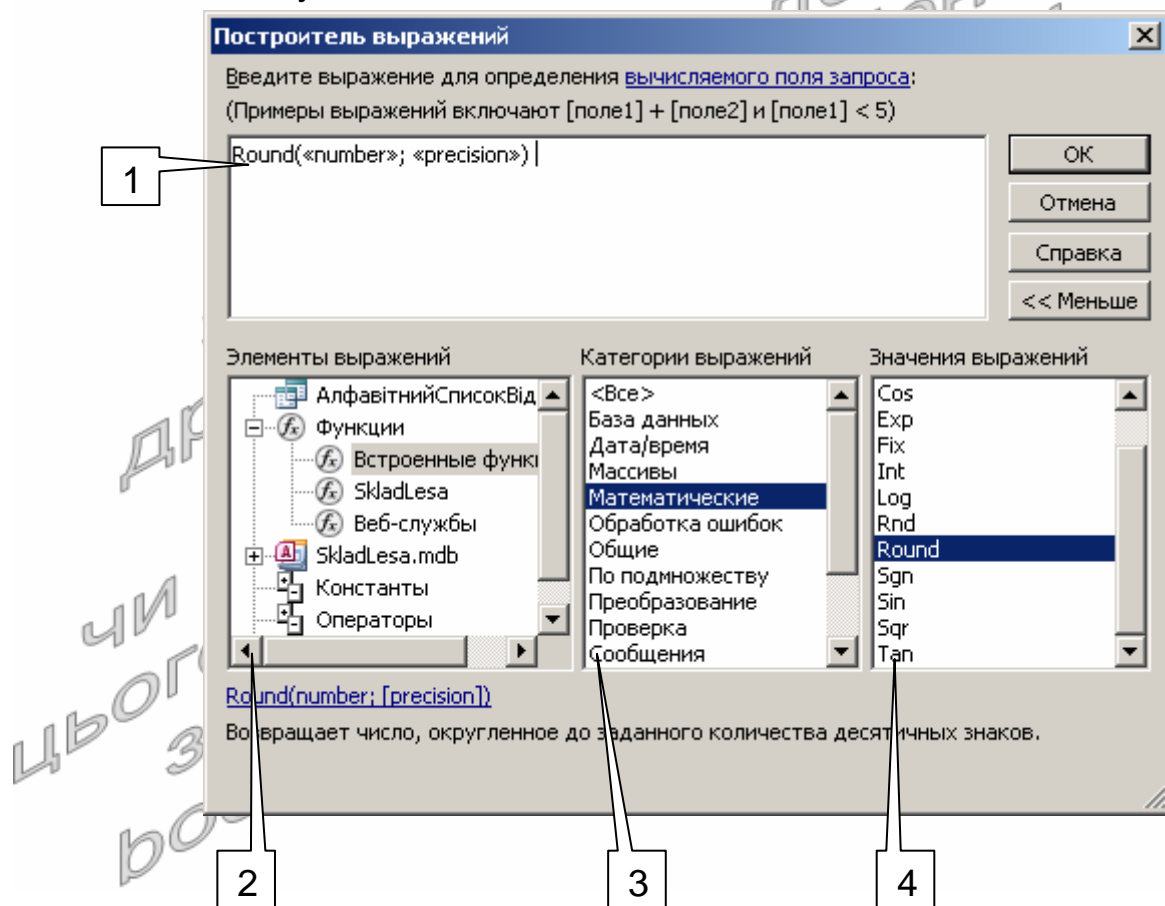 Построитель выражений
Введите выражение для определения вычисляемого поля запроса:
(Примеры выражений включают [поле1] + [поле2] и [поле1] < 5)
Round(«number»; «precision»)
1
ОК
Отмена
Справка
<< Меньше
Элементы выражений
АлфавітнийСписокВід
Функции
Встроенные функ
SkladLesa
Веб-службы
SkladLesa.mdb
Константы
Операторы
Категории выражений
<Все>
База данных
Дата/время
Массивы
Математические
Обработка ошибок
Общие
По подмножеству
Преобразование
Проверка
Сообщения
Значения выражений
Cos
Exp
Fix
Int
Log
Rnd
Round
Sgn
Sin
Sqr
Tan
Round(number; [precision])
Возвращает число, округленное до заданного количества десятичных знаков.
чи
2
3
4